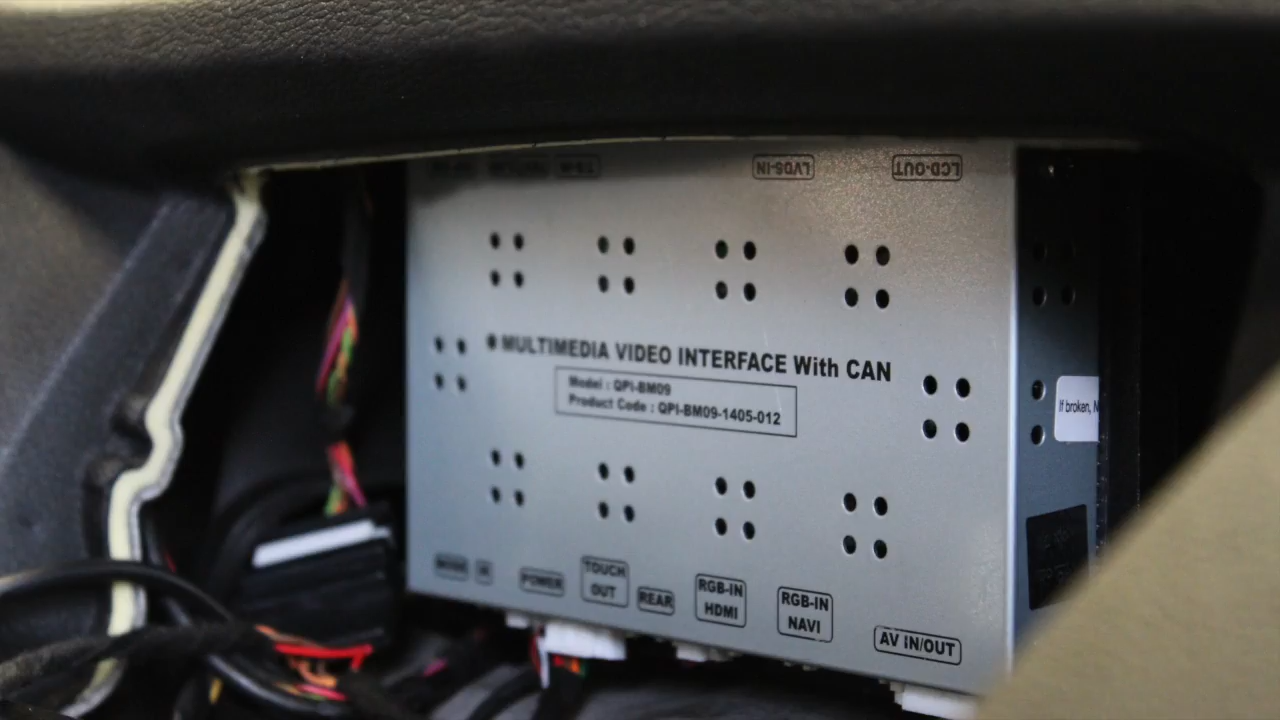 LVDS-IN
LCD-OUT
MULTIMEDIA VIDEO INTERFACE With CAN
Model : QPI-BM09
Product Code : QPI-BM09-1405-012
If broken, N
POWER
TOUCH
OUT
REAR
RGB-IN
HDMI
RGB-IN
NAVI
AV IN/OUT